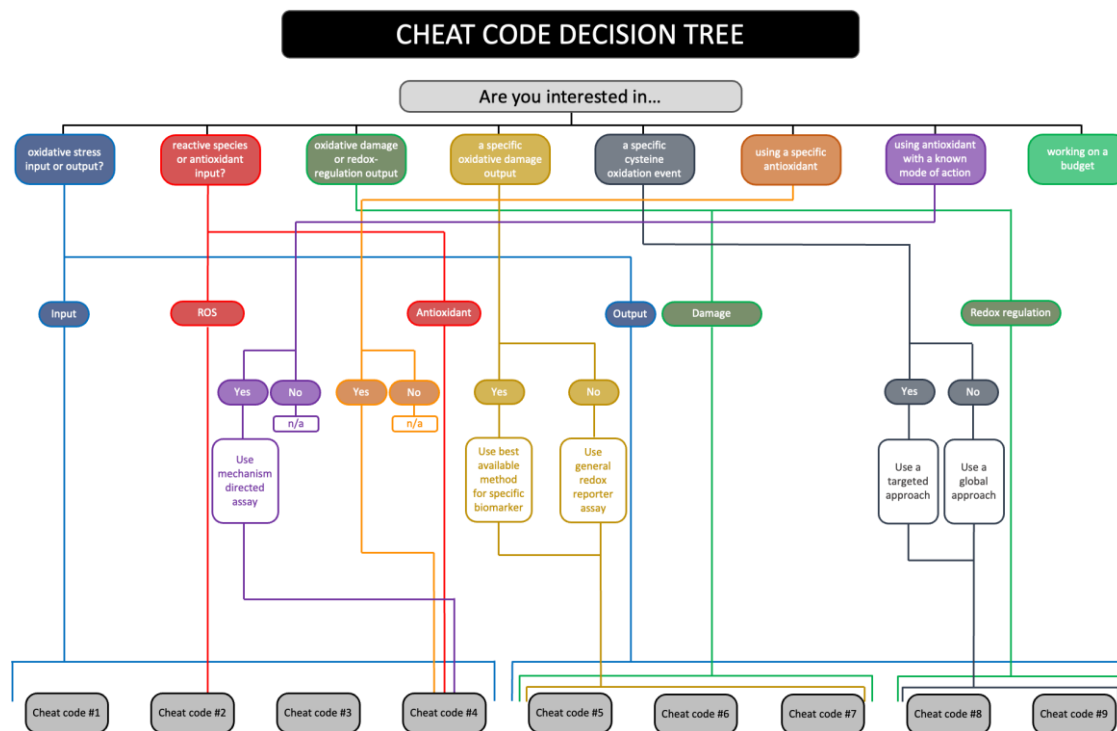 CHEAT CODE DECISION TREE
Are you interested in...
oxidative stress
input or output?
reactive species
or antioxidant
input?
oxidative damage
or redox-
regulation output
a specific
oxidative damage
output
a specific
cysteine
oxidation event
using a specific
antioxidant
using antioxidant
with a known
mode of action
working on a
budget
Input
ROS
Antioxidant
Output
Damage
Redox regulation
Yes
No
Yes
No
Yes
No
Yes
No
n/a
n/a
Use
mechanism
directed
assay
Use best
available
method
for specific
biomarker
Use
general
redox
reporter
assay
Use a
targeted
approach
Use a
global
approach
Cheat code #1
Cheat code #2
Cheat code #3
Cheat code #4
Cheat code #5
Cheat code #6
Cheat code #7
Cheat code #8
Cheat code #9